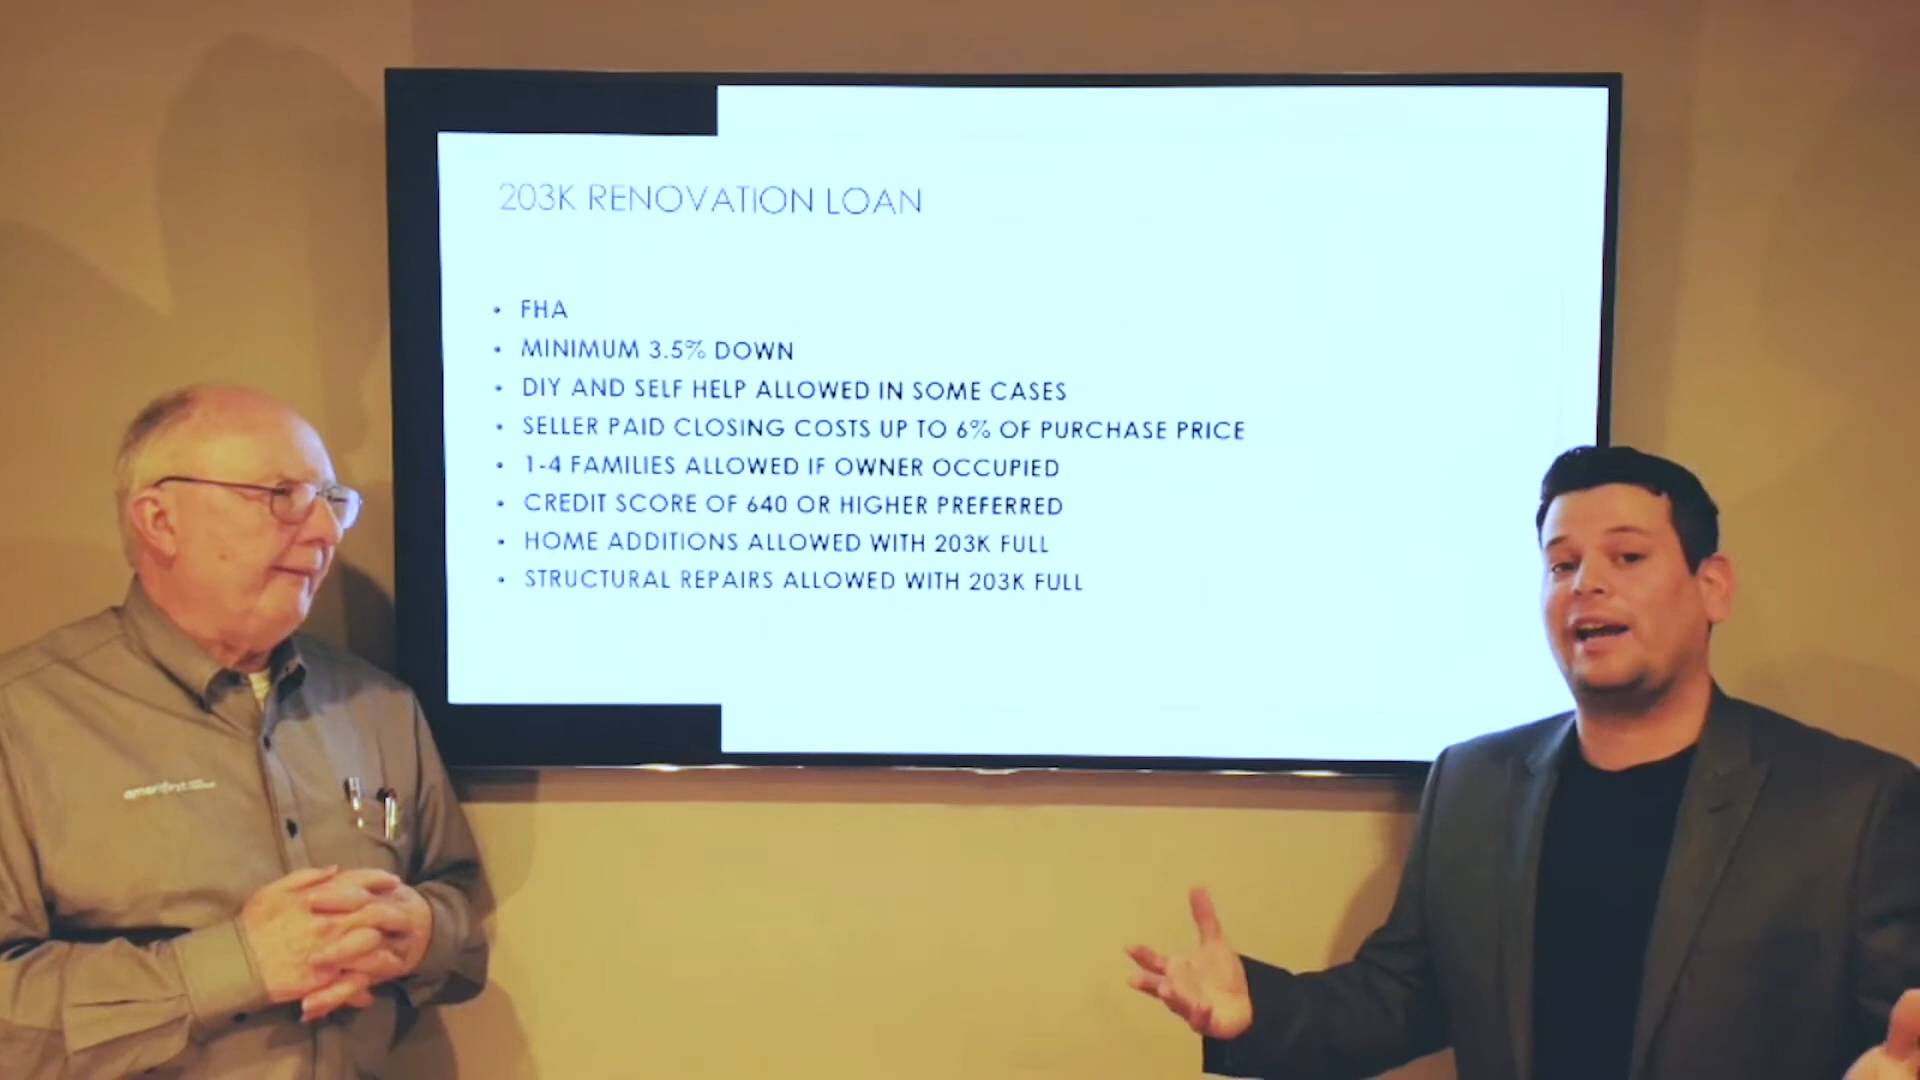 203K RENOVATION LOAN
• FHA
• MINIMUM 3.5% DOWN
• DIY AND SELF HELP ALLOWED IN SOME CASES
• SELLER PAID CLOSING COSTS UP TO 6% OF PURCHASE PRICE
• 1-4 FAMILIES ALLOWED IF OWNER OCCUPIED
• CREDIT SCORE OF 640 OR HIGHER PREFERRED
• HOME ADDITIONS ALLOWED WITH 203K FULL
• STRUCTURAL REPAIRS ALLOWED WITH 203K FULL
amerifirst